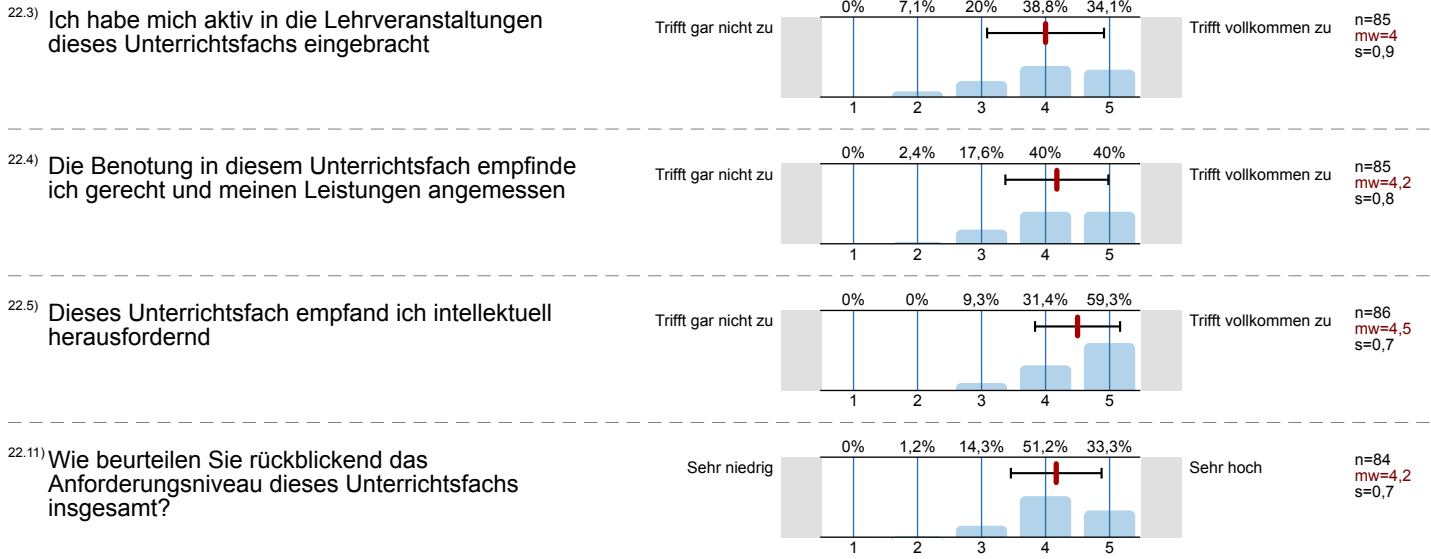 22.3) Ich habe mich aktiv in die Lehrveranstaltungen
dieses Unterrichtsfachs eingebracht
Trifft gar nicht zu
0% 7,1% 20% 38,8% 34,1%
1 2 3 4 5
Trifft vollkommen zu
n=85
mw=4
s=0,9
22.4) Die Benotung in diesem Unterrichtsfach empfinde
ich gerecht und meinen Leistungen angemessen
Trifft gar nicht zu
0% 2,4% 17,6% 40% 40%
1 2 3 4 5
Trifft vollkommen zu
n=85
mw=4,2
s=0,8
22.5) Dieses Unterrichtsfach empfand ich intellektuell
herausfordernd
Trifft gar nicht zu
0% 0% 9,3% 31,4% 59,3%
1 2 3 4 5
Trifft vollkommen zu
n=86
mw=4,5
s=0,7
22.11) Wie beurteilen Sie rückblickend das
Anforderungsniveau dieses Unterrichtsfachs
insgesamt?
Sehr niedrig
0% 1,2% 14,3% 51,2% 33,3%
1 2 3 4 5
Sehr hoch
n=84
mw=4,2
s=0,7